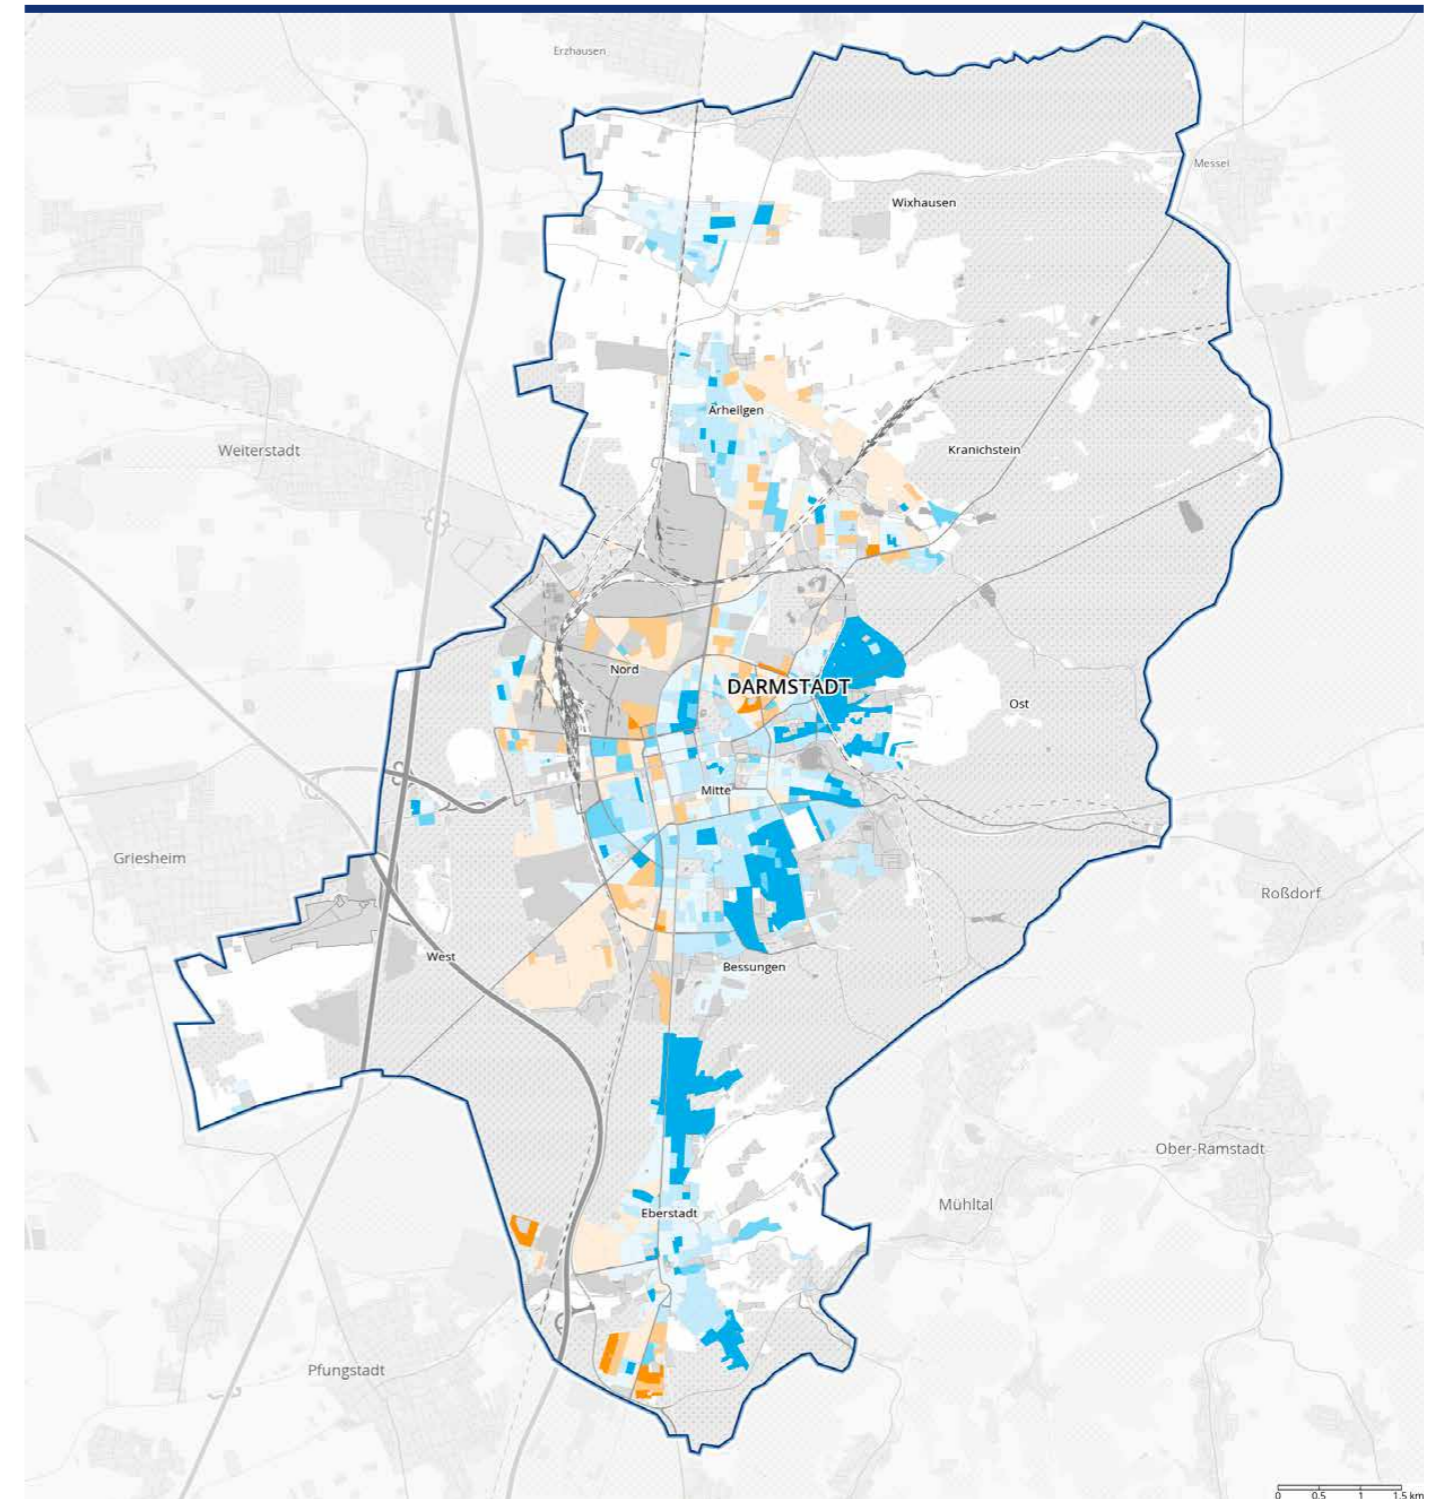 Erzhausen
Messel
Wixhausen
Arheilgen
Weiterstadt
Kranichstein
Nord
DARMSTADT
Ost
Mitte
Griesheim
Roßdorf
West
Bessungen
Ober-Ramstadt
Mühltal
Eberstadt
Pfungstadt
0 0.5 1 1.5 km